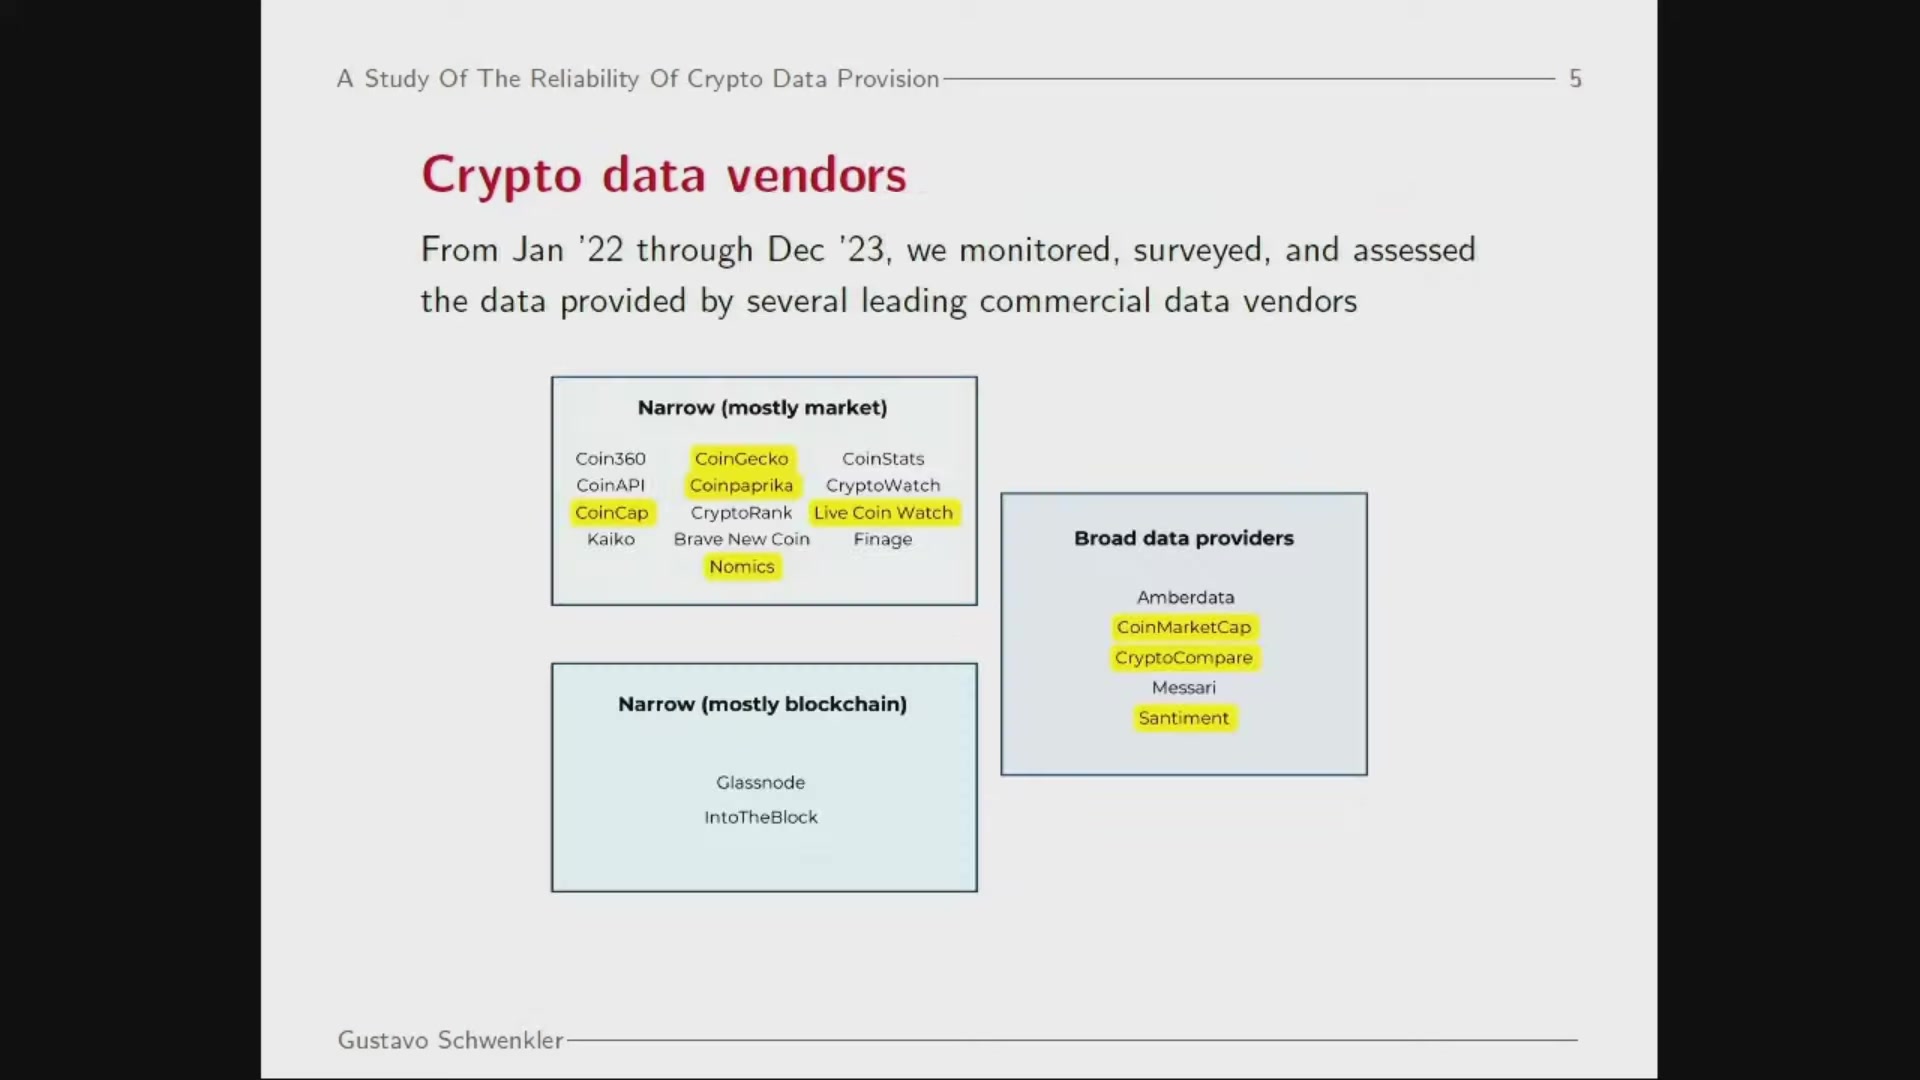 A Study Of The Reliability Of Crypto Data Provision 5
Crypto data vendors
From Jan '22 through Dec '23, we monitored, surveyed, and assessed
the data provided by several leading commercial data vendors
Narrow (mostly market)
Coin360 CoinGecko CoinStats
CoinAPI Coinpaprika CryptoWatch
CoinCap CryptoRank Live Coin Watch
Kaiko Brave New Coin Finage
Nomics
Narrow (mostly blockchain)
Glassnode
IntoTheBlock
Broad data providers
Amberdata
CoinMarketCap
CryptoCompare
Messari
Santiment
Gustavo Schwenkler